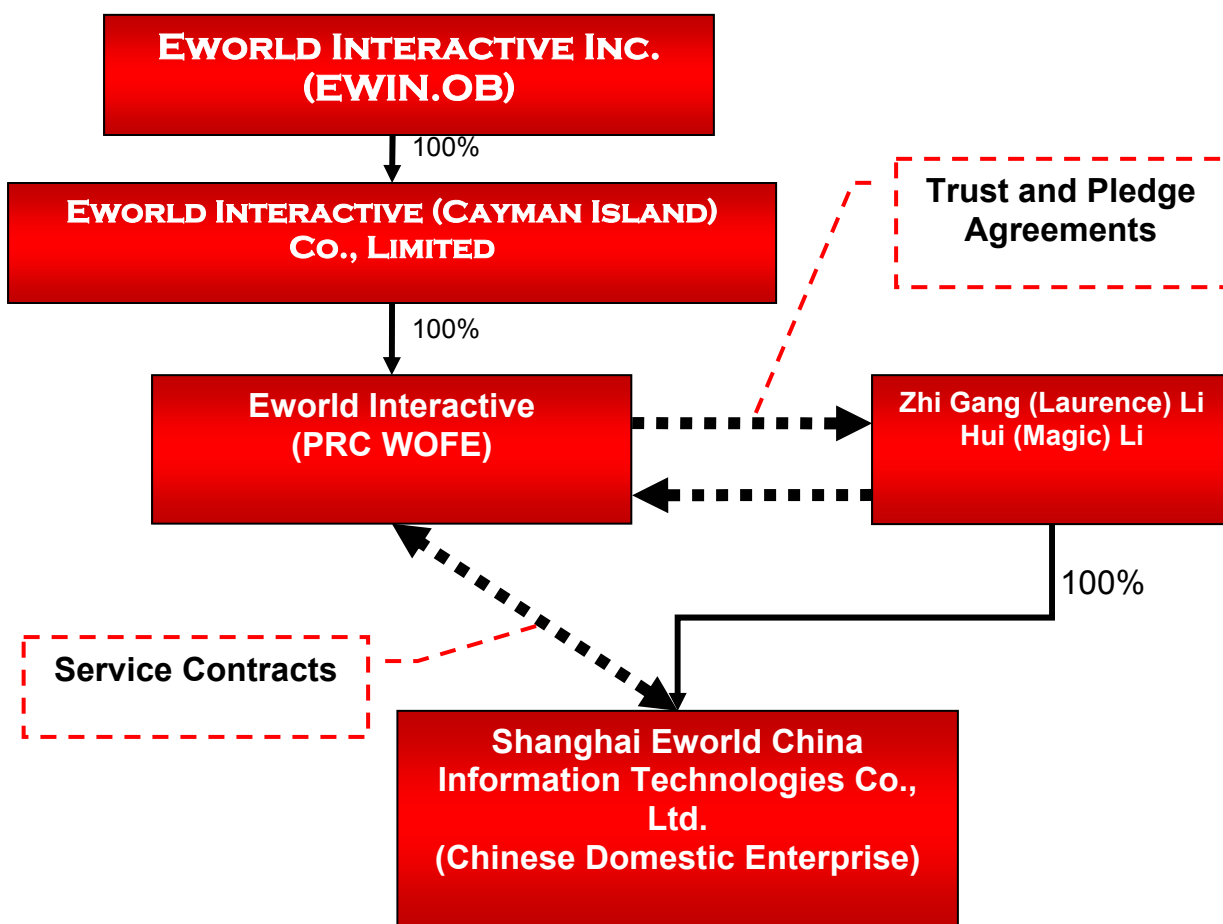 EWORLD INTERACTIVE INC.
(EWIN.OB)
100%
EWORLD INTERACTIVE (CAYMAN ISLAND)
CO., LIMITED
Trust and Pledge
Agreements
100%
Eworld Interactive
(PRC WOFE)
Zhi Gang (Laurence) Li
Hui (Magic) Li
100%
Service Contracts
Shanghai Eworld China
Information Technologies Co.,
Ltd.
(Chinese Domestic Enterprise)